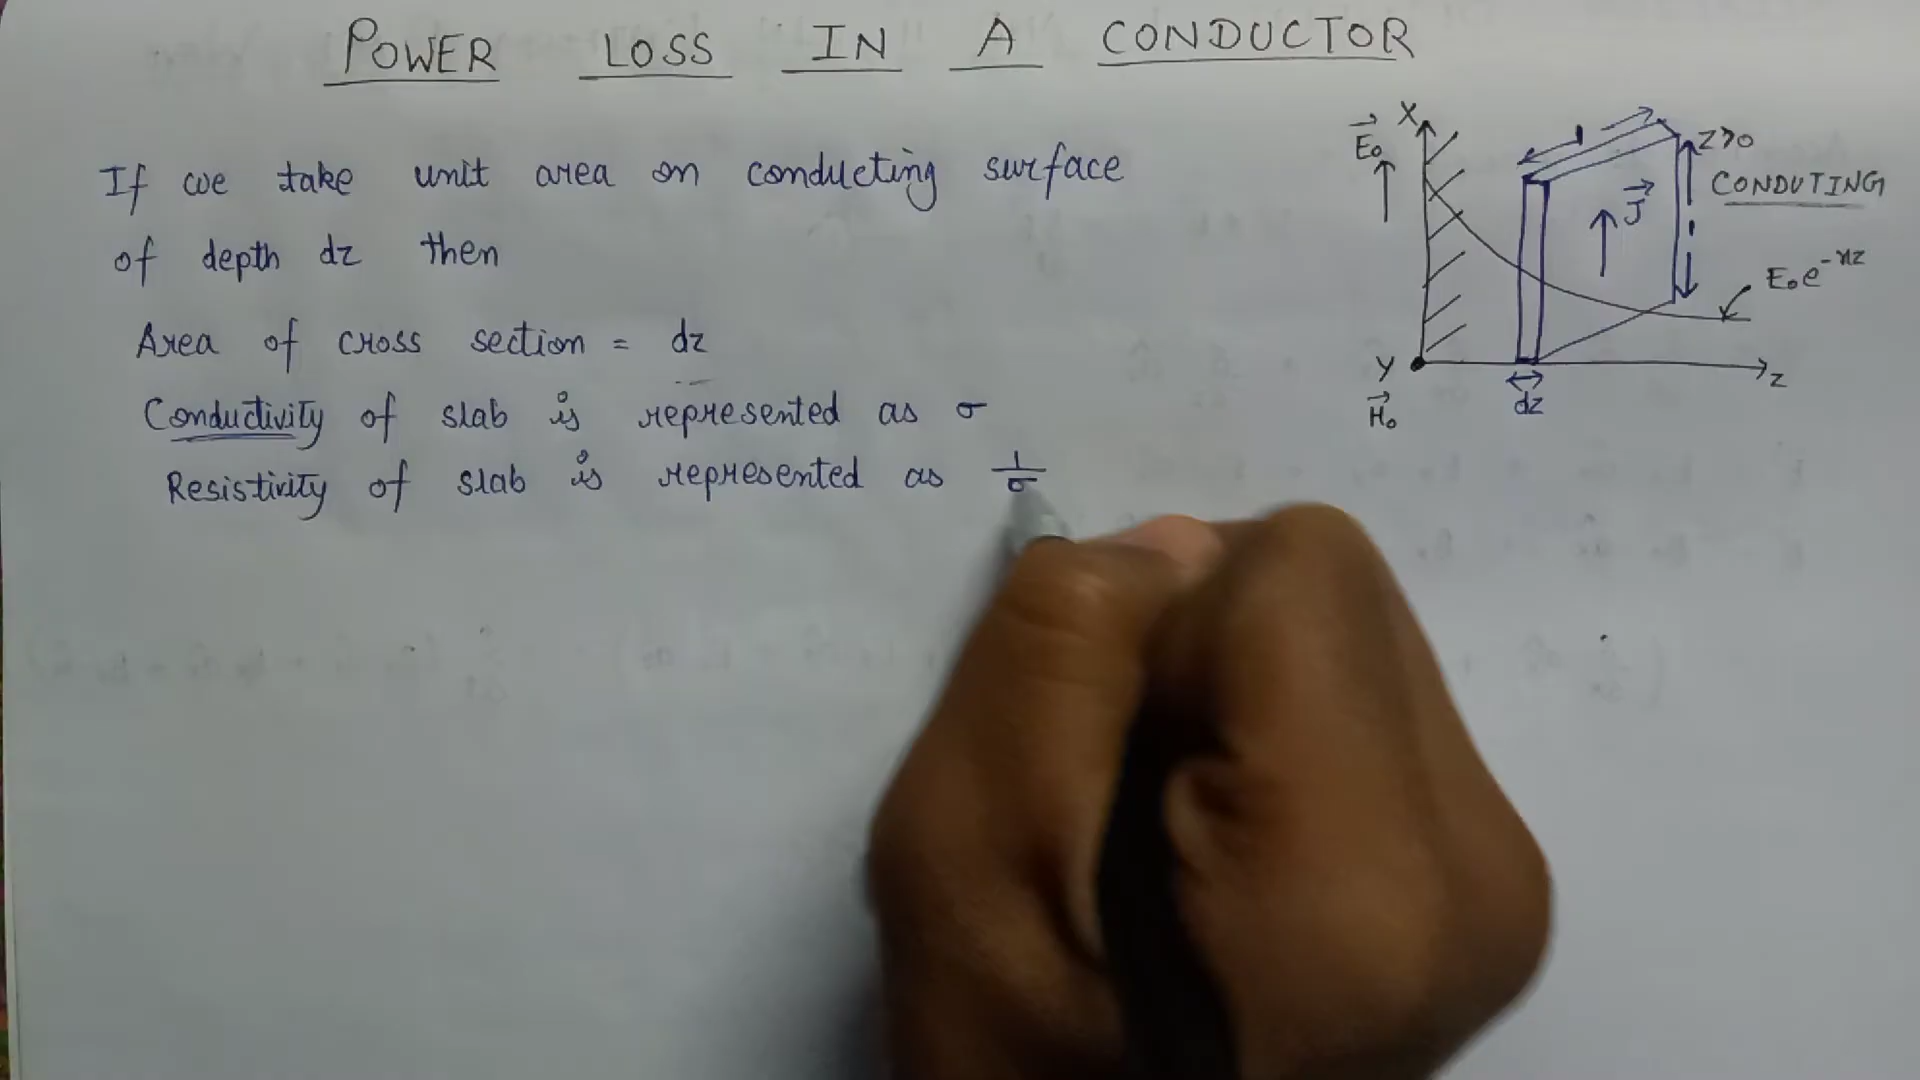 POWER LOSS IN A CONDUCTOR
If we take unit area on conducting surface
of depth dz then
Area of cross section = dz
Conductivity of slab is represented as σ
Resistivity of slab is represented as 1/σ
X
E₀
1
Z>0
CONDUTING
J
1
E₀e^-γz
Y
H₀
dz
Z